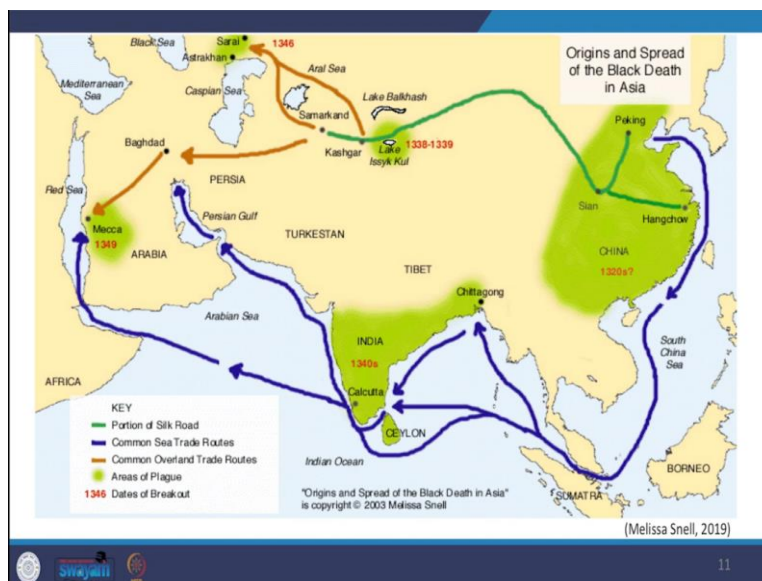 Origins and Spread
of the Black Death
in Asia
Black Sea
Sarai
1346
Astrakhan
Aral Sea
Mediterranean
Sea
Caspian Sea
Lake Balkhash
Samarkand
Peking
Baghdad
Kashgar
Lake
Issyk Kul
1338-1339
PERSIA
Red Sea
Sian
Hangchow
Persian Gulf
Mecca
1349
TURKESTAN
ARABIA
CHINA
1320s?
TIBET
Chittagong
Arabian Sea
INDIA
1340s
South
China
Sea
AFRICA
Calcutta
CEYLON
KEY
Portion of Silk Road
Common Sea Trade Routes
Common Overland Trade Routes
Areas of Plague
1346 Dates of Breakout
Indian Ocean
BORNEO
SUMATRA
"Origins and Spread of the Black Death in Asia"
is copyright © 2003 Melissa Snell
(Melissa Snell, 2019)
swayam
11